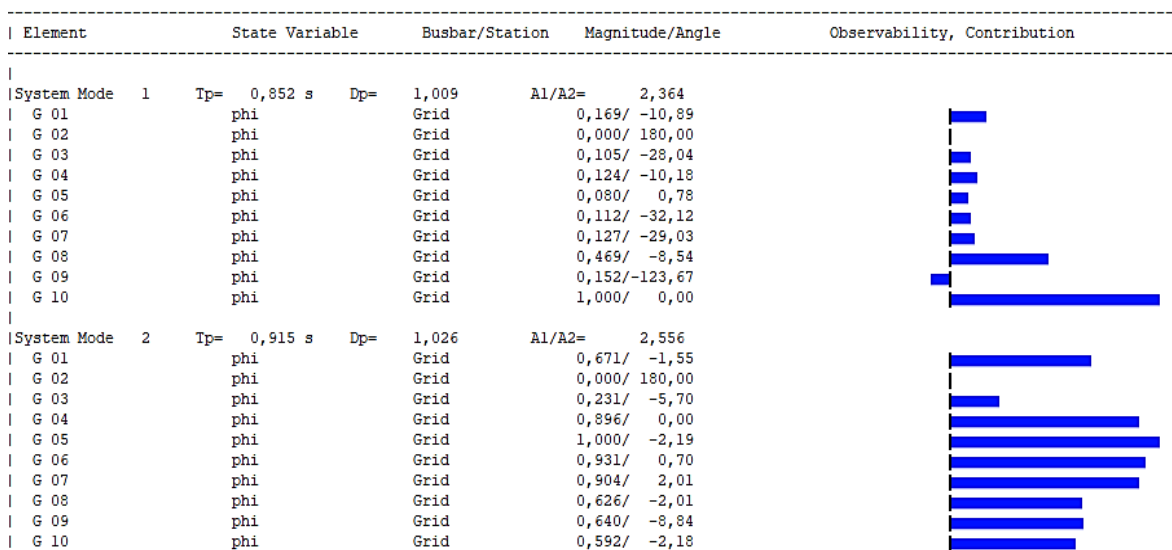 | Element State Variable Busbar/Station Magnitude/Angle Observability, Contribution
|
|System Mode 1 Tp= 0,852 s Dp= 1,009 A1/A2= 2,364
| G 01 phi Grid 0,169/ -10,89
| G 02 phi Grid 0,000/ 180,00
| G 03 phi Grid 0,105/ -28,04
| G 04 phi Grid 0,124/ -10,18
| G 05 phi Grid 0,080/ 0,78
| G 06 phi Grid 0,112/ -32,12
| G 07 phi Grid 0,127/ -29,03
| G 08 phi Grid 0,469/ -8,54
| G 09 phi Grid 0,152/-123,67
| G 10 phi Grid 1,000/ 0,00
|
|System Mode 2 Tp= 0,915 s Dp= 1,026 A1/A2= 2,556
| G 01 phi Grid 0,671/ -1,55
| G 02 phi Grid 0,000/ 180,00
| G 03 phi Grid 0,231/ -5,70
| G 04 phi Grid 0,896/ 0,00
| G 05 phi Grid 1,000/ -2,19
| G 06 phi Grid 0,931/ 0,70
| G 07 phi Grid 0,904/ 2,01
| G 08 phi Grid 0,626/ -2,01
| G 09 phi Grid 0,640/ -8,84
| G 10 phi Grid 0,592/ -2,18